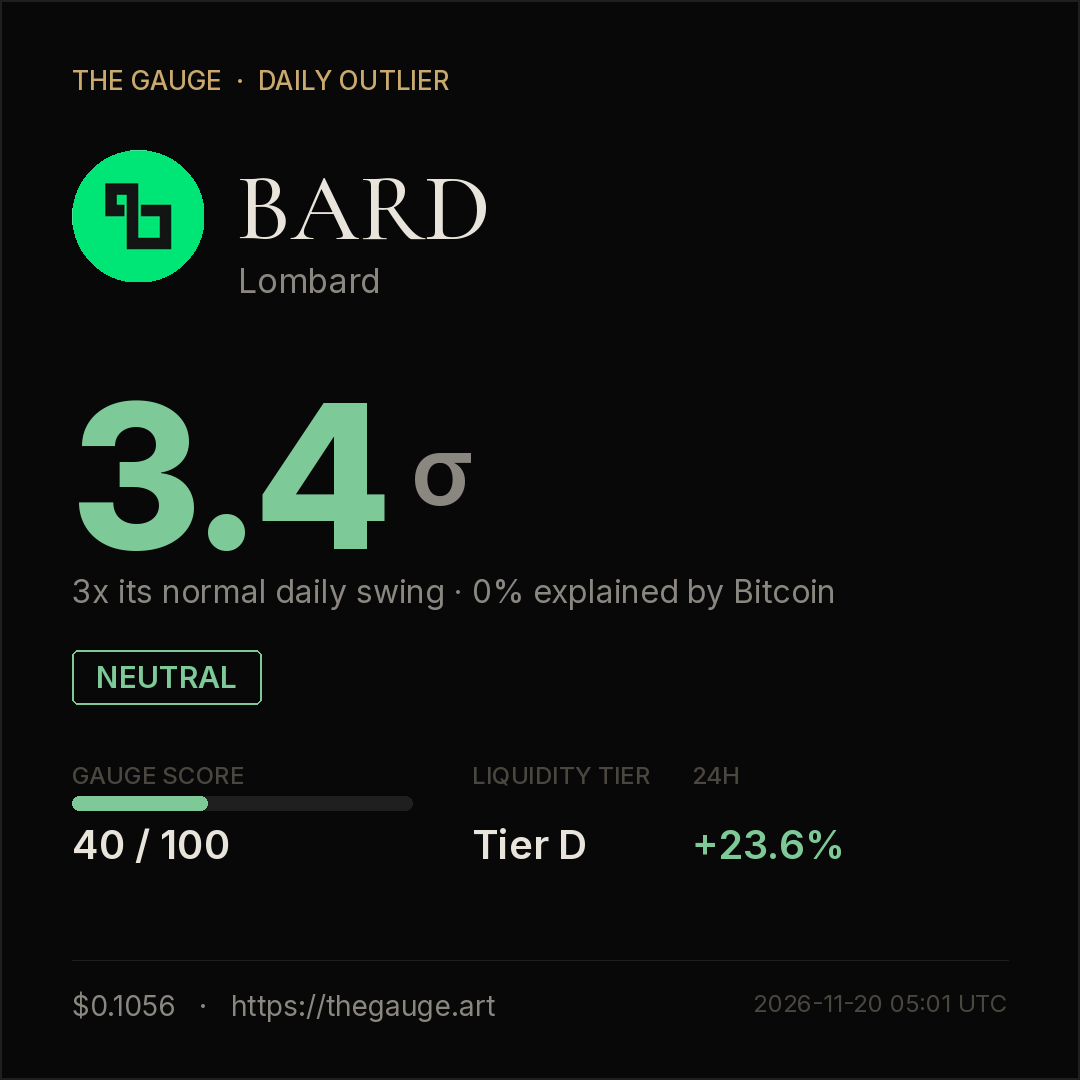 THE GAUGE · DAILY OUTLIER
BARD
Lombard
3.4 σ
3x its normal daily swing · 0% explained by Bitcoin
NEUTRAL
GAUGE SCORE LIQUIDITY TIER 24H
40 / 100 Tier D +23.6%
$0.1056 · https://thegauge.art 2026-11-20 05:01 UTC